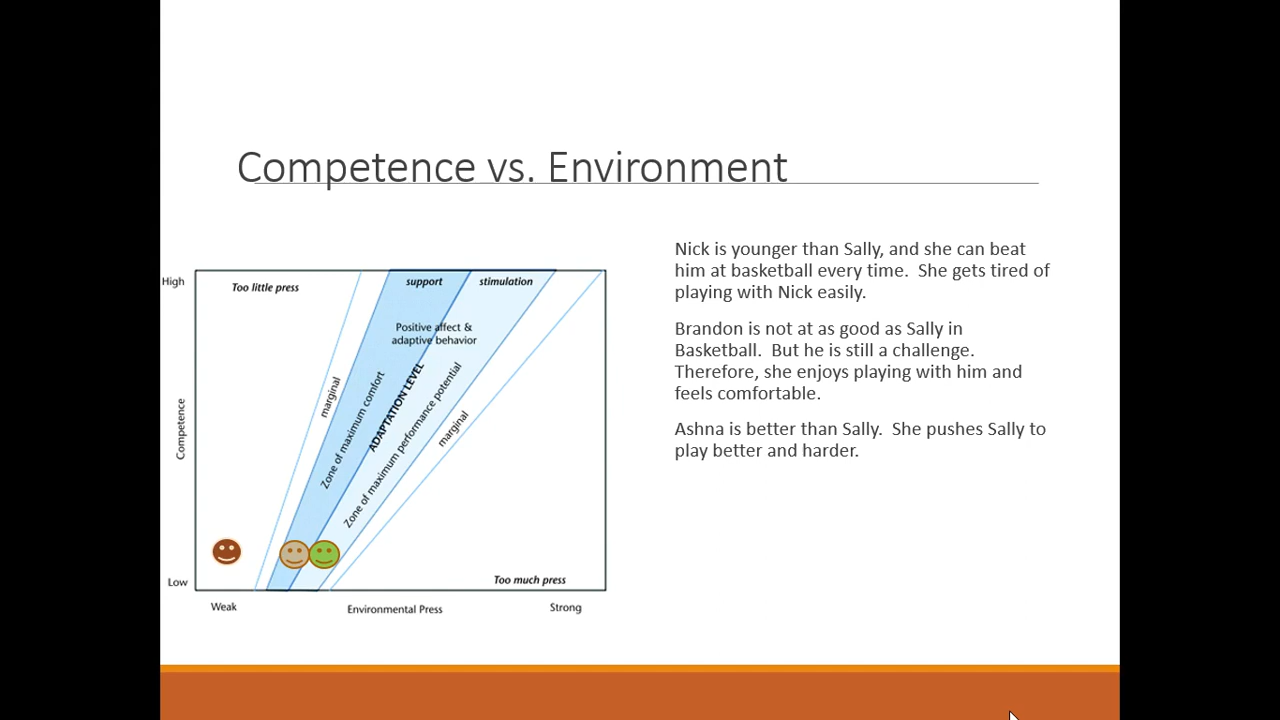 Competence vs. Environment
Nick is younger than Sally, and she can beat
him at basketball every time.  She gets tired of
playing with Nick easily.
Brandon is not at as good as Sally in
Basketball.  But he is still a challenge.
Therefore, she enjoys playing with him and
feels comfortable.
Ashna is better than Sally.  She pushes Sally to
play better and harder.
High
Too little press
support
stimulation
Positive affect &
adaptive behavior
marginal
Zone of maximum comfort
ADAPTATION LEVEL
Zone of maximum performance potential
marginal
Competence
Low
Too much press
Weak
Environmental Press
Strong